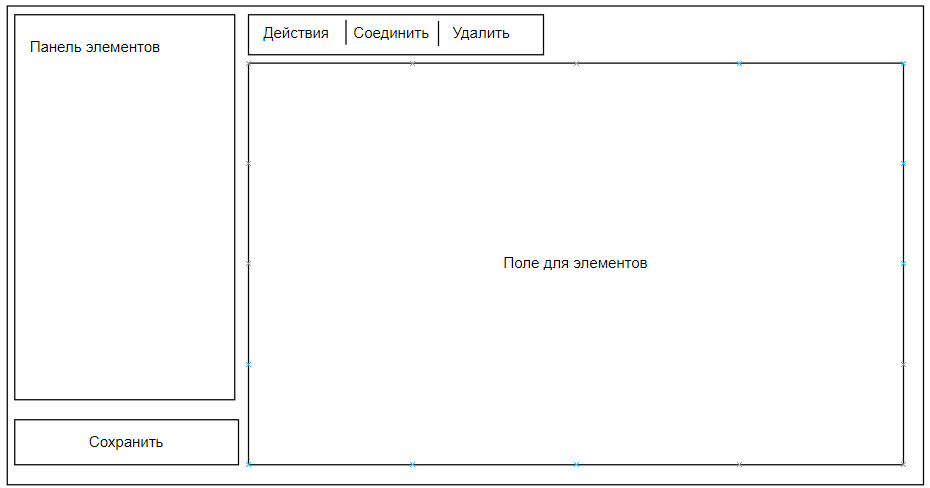 Панель элементов
Действия Соединить Удалить
Поле для элементов
Сохранить